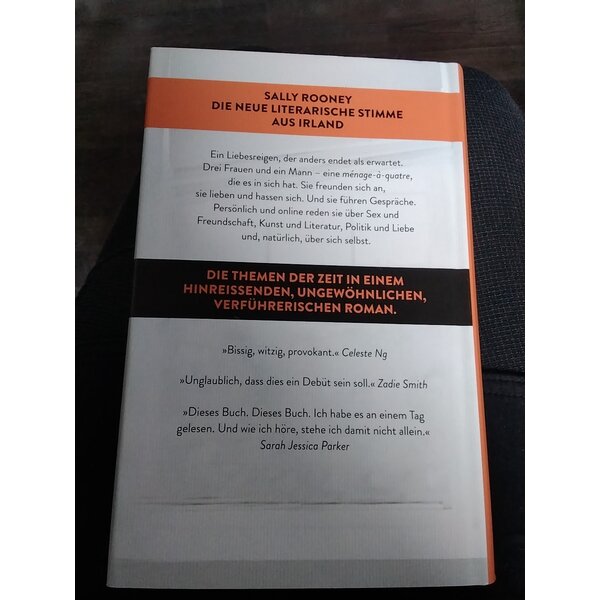 SALLY ROONEY
DIE NEUE LITERARISCHE STIMME
AUS IRLAND
Ein Liebesreigen, der anders endet als erwartet.
Drei Frauen und ein Mann – eine ménage-à-quatre,
die es in sich hat. Sie freunden sich an,
sie lieben und hassen sich. Und sie führen Gespräche.
Persönlich und online reden sie über Sex und
Freundschaft, Kunst und Literatur, Politik und Liebe
und, natürlich, über sich selbst.
DIE THEMEN DER ZEIT IN EINEM
HINREISSENDEN, UNGEWÖHNLICHEN,
VERFÜHRERISCHEN ROMAN.
»Bissig, witzig, provokant.« Celeste Ng
»Unglaublich, dass dies ein Debüt sein soll.« Zadie Smith
»Dieses Buch. Dieses Buch. Ich habe es an einem Tag
gelesen. Und wie ich höre, stehe ich damit nicht allein.«
Sarah Jessica Parker